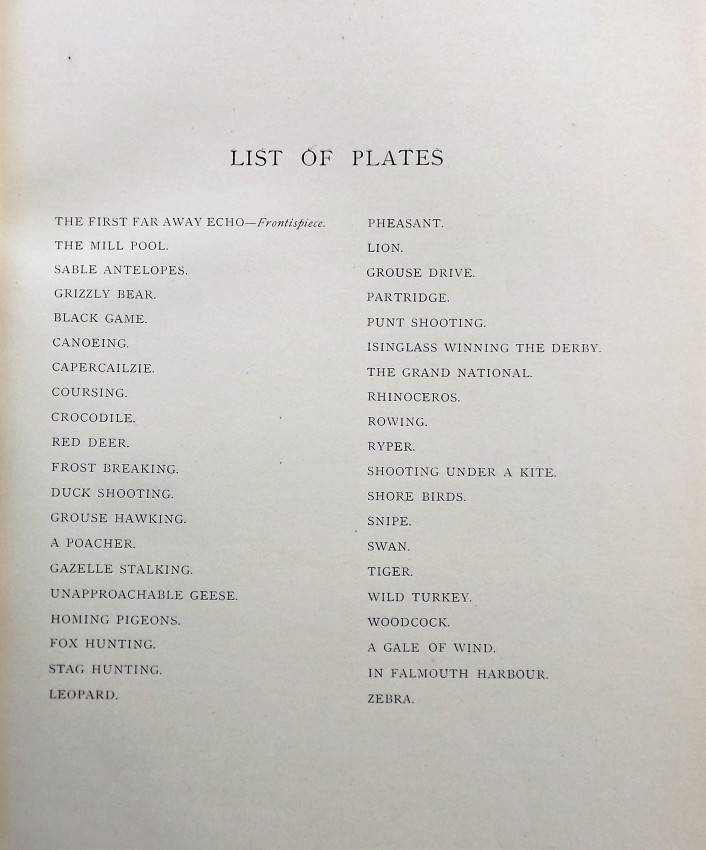 LIST OF PLATES
THE FIRST FAR AWAY ECHO—Frontispiece.
THE MILL POOL.
SABLE ANTELOPES.
GRIZZLY BEAR.
BLACK GAME.
CANOEING.
CAPERCAILZIE.
COURSING.
CROCODILE.
RED DEER.
FROST BREAKING.
DUCK SHOOTING.
GROUSE HAWKING.
A POACHER.
GAZELLE STALKING.
UNAPPROACHABLE GEESE.
HOMING PIGEONS.
FOX HUNTING.
STAG HUNTING.
LEOPARD.
PHEASANT.
LION.
GROUSE DRIVE.
PARTRIDGE.
PUNT SHOOTING.
ISINGLASS WINNING THE DERBY.
THE GRAND NATIONAL.
RHINOCEROS.
ROWING.
RYPER.
SHOOTING UNDER A KITE.
SHORE BIRDS.
SNIPE.
SWAN.
TIGER.
WILD TURKEY.
WOODCOCK.
A GALE OF WIND.
IN FALMOUTH HARBOUR.
ZEBRA.